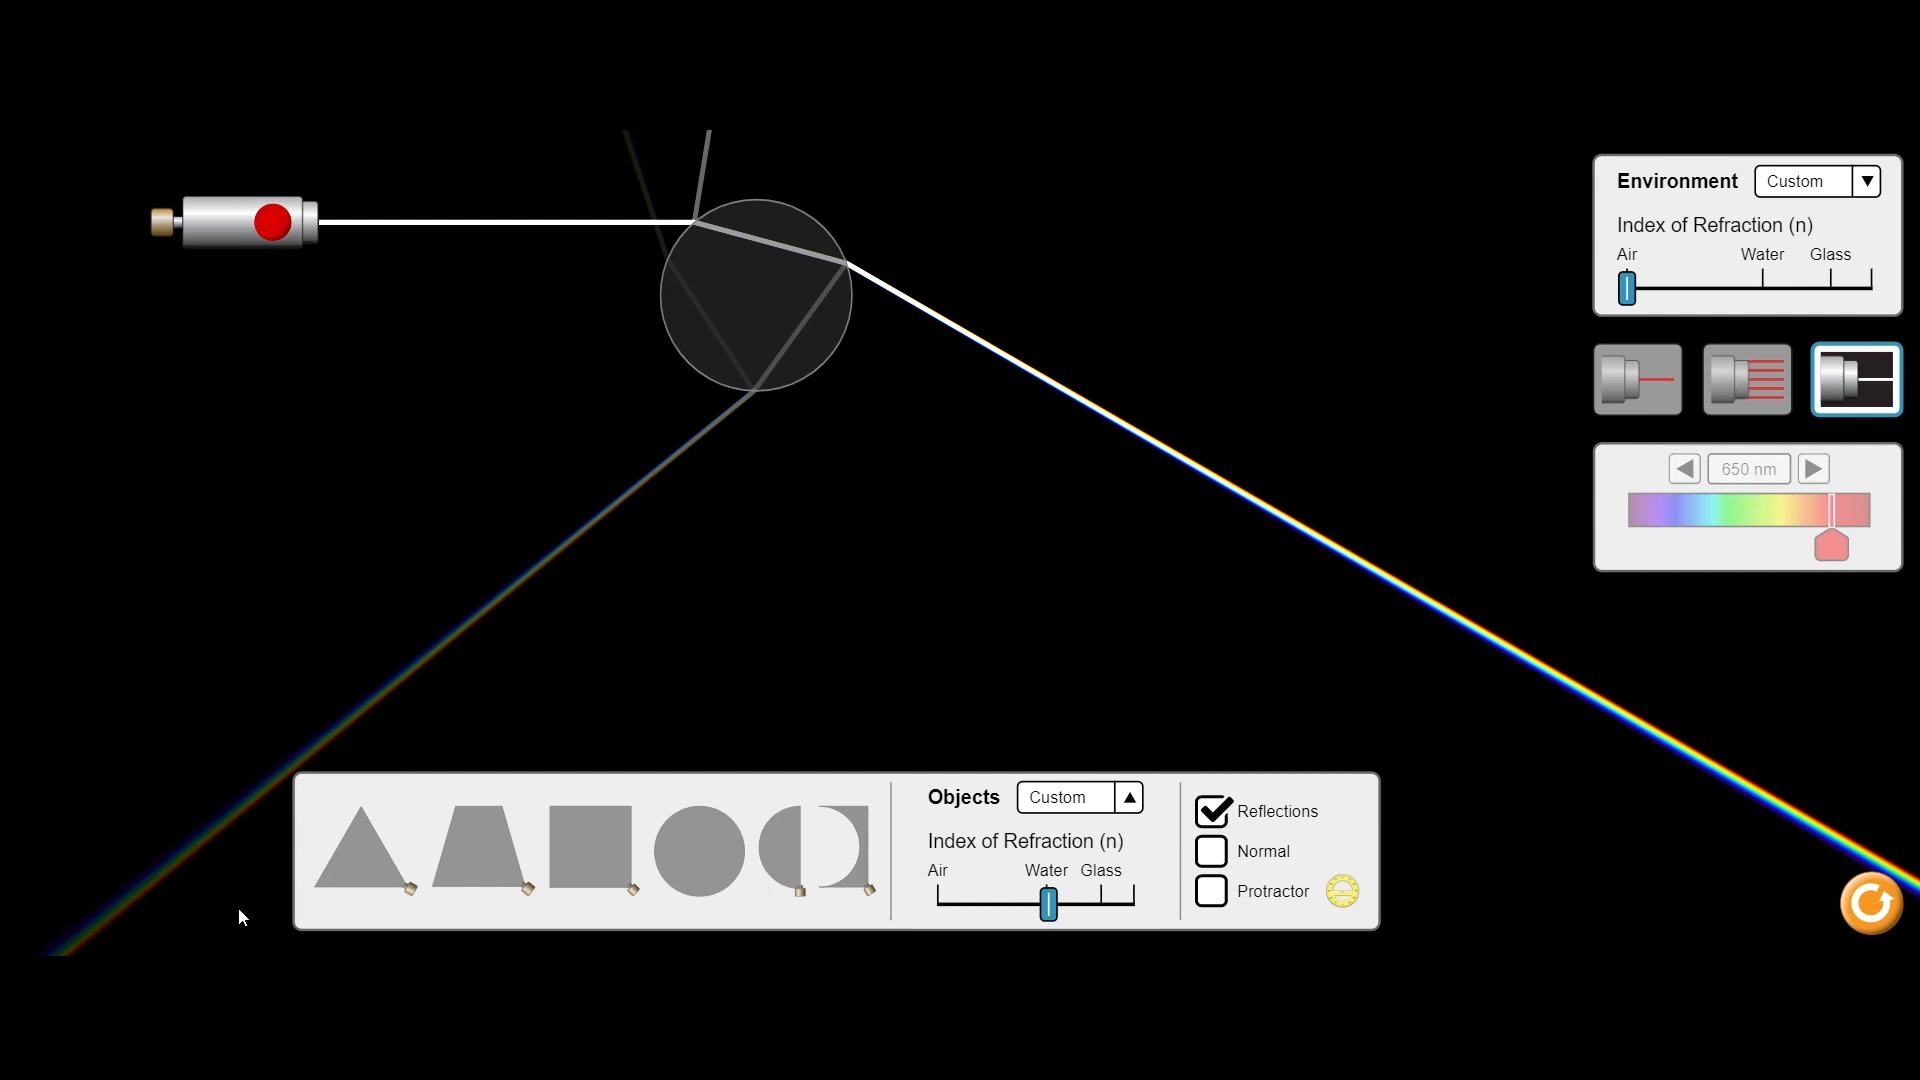 Environment Custom
Index of Refraction (n)
Air Water Glass
650 nm
Objects Custom
Index of Refraction (n)
Air Water Glass
Reflections
Normal
Protractor